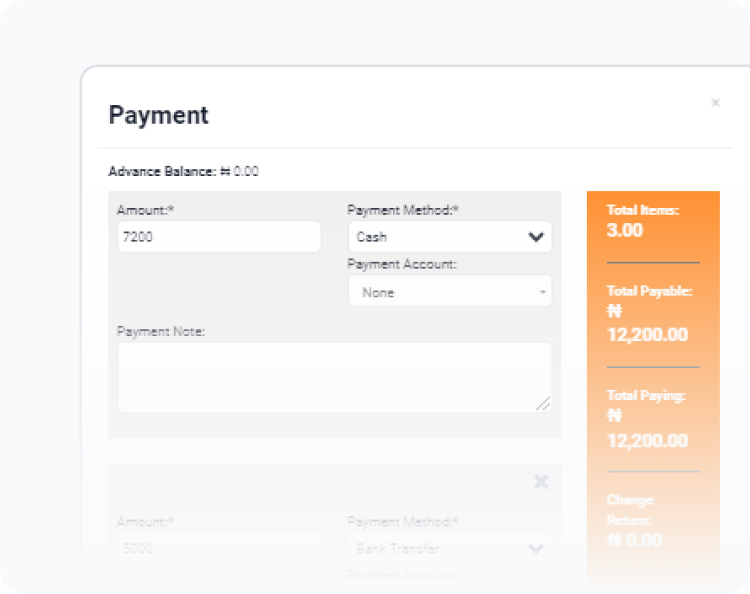 ×
Payment
Advance Balance: ₦ 0.00
Amount:*
7200
Payment Method:*
Cash
Payment Account:
None
Payment Note:
Amount:*
5000
Payment Method:*
Bank Transfer
Payment Account:
Total Items:
3.00
Total Payable:
₦
12,200.00
Total Paying:
₦
12,200.00
Change
Return:
₦ 0.00